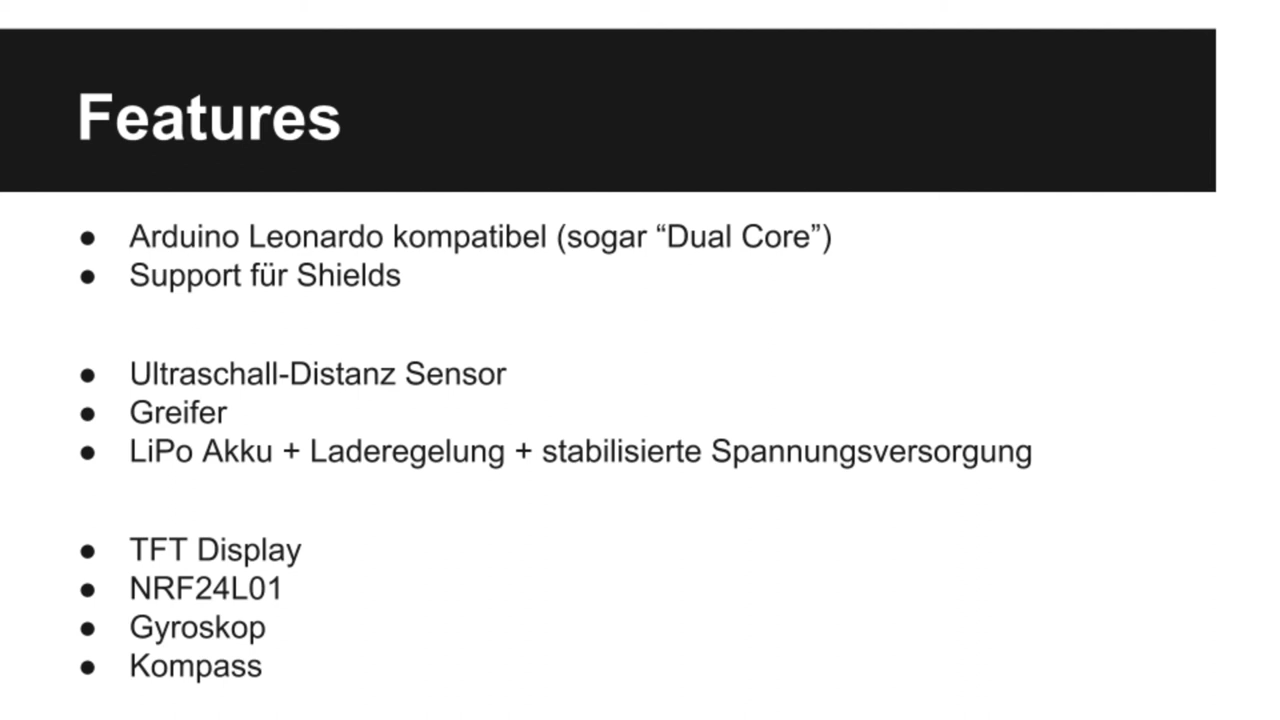 Features
● Arduino Leonardo kompatibel (sogar “Dual Core”)
● Support für Shields
● Ultraschall-Distanz Sensor
● Greifer
● LiPo Akku + Laderegelung + stabilisierte Spannungsversorgung
● TFT Display
● NRF24L01
● Gyroskop
● Kompass